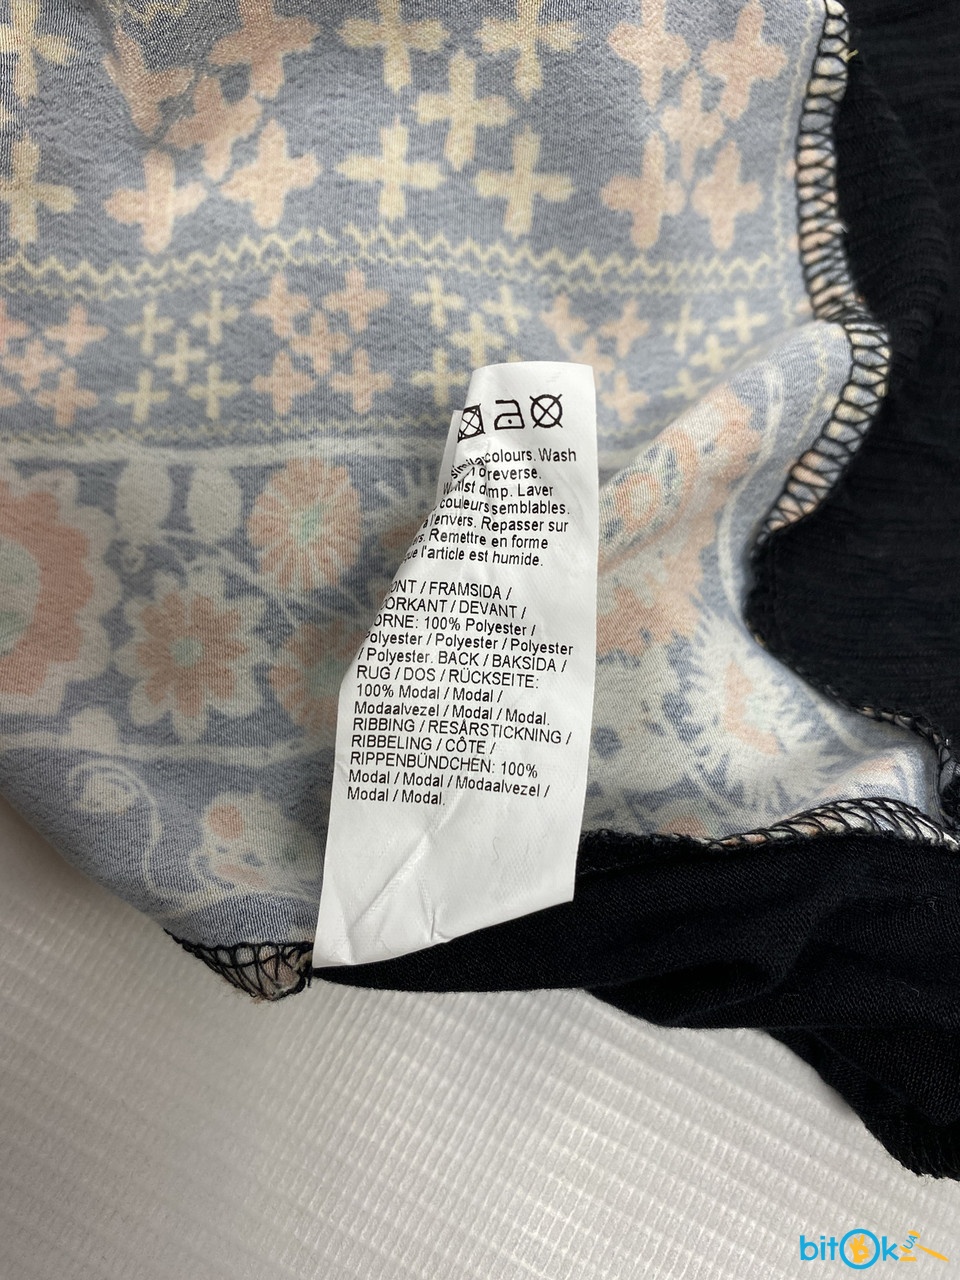 colours. Wash
reverse.
Laver
couleurs semblables.
à l'envers. Repasser sur
Remettre en forme
l'article est humide.
/ FRAMSIDA /
/ DEVANT /
100% Polyester /
Polyester / Polyester / Polyester
/ Polyester. BACK / BAKSIDA /
RUG / DOS / RÜCKSEITE:
100% Modal / Modal /
Modaalvezel / Modal / Modal.
RIBBING / RESÅRSTICKNING /
RIBBELING / CÔTE /
RIPPENBÜNDCHEN: 100%
Modal / Modal / Modaalvezel /
Modal / Modal.
bitok UA